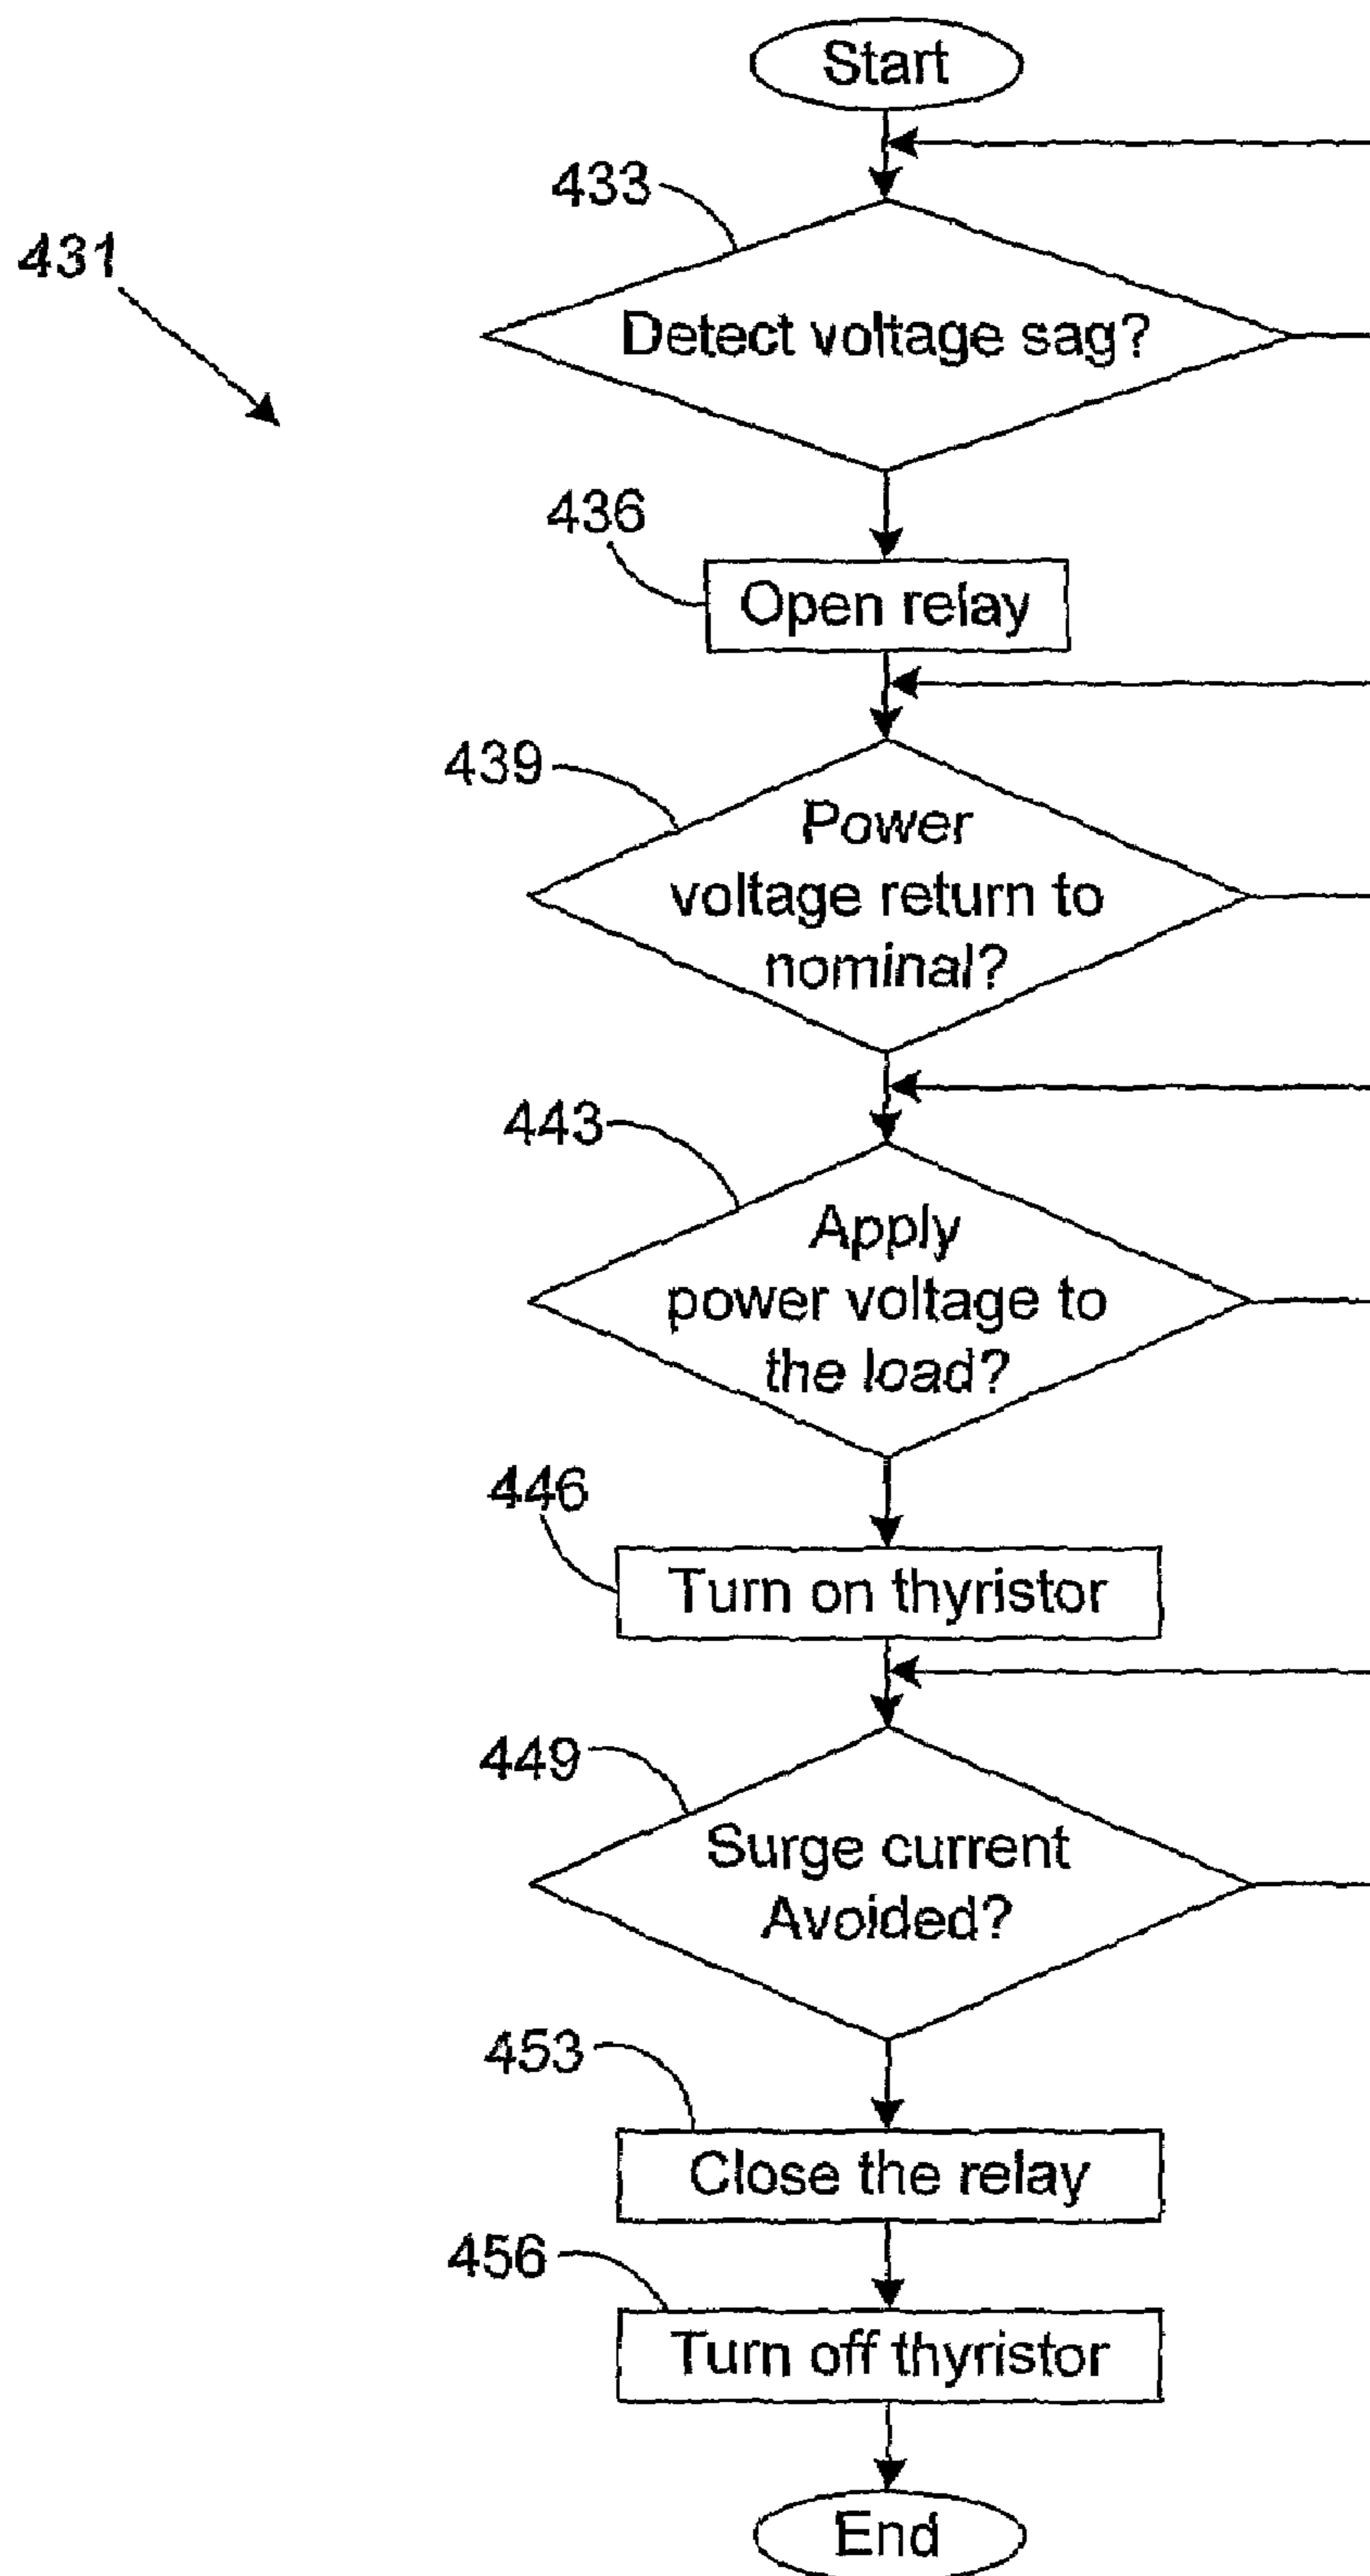 Start
433
431
Detect voltage sag?
436
Open relay
439
Power
voltage return to
nominal?
443
Apply
power voltage to
the load?
446
Turn on thyristor
449
Surge current
Avoided?
453
Close the relay
456
Turn off thyristor
End